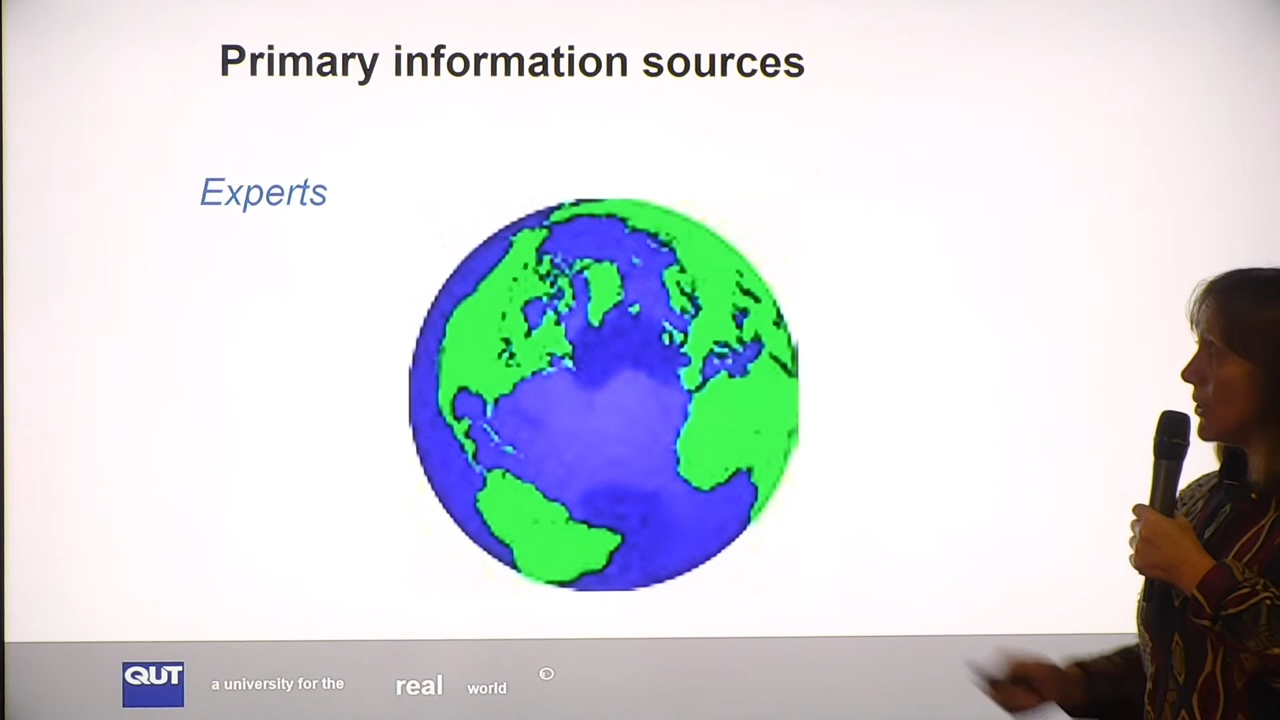 Primary information sources
Experts
QUT
a university for the real world